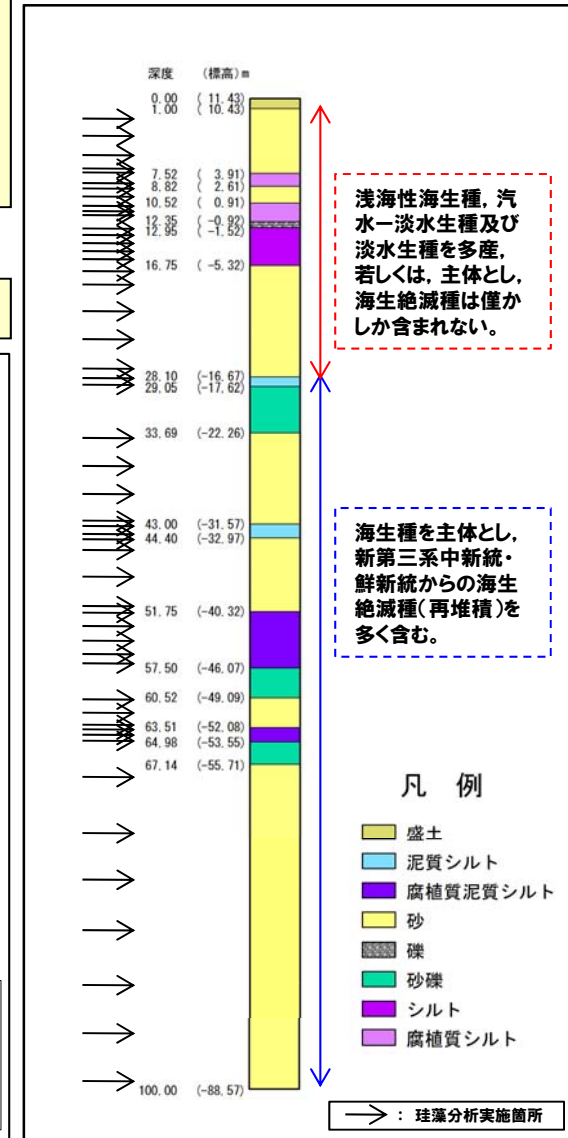 深度 (標高)m
0.00 ( 11.43)
1.00 ( 10.43)
7.52 ( 3.91)
8.82 ( 2.61)
10.52 ( 0.91)
12.35 ( -0.92)
12.95 ( -1.52)
16.75 ( -5.32)
28.10 (-16.67)
29.05 (-17.62)
33.69 (-22.26)
43.00 (-31.57)
44.40 (-32.97)
51.75 (-40.32)
57.50 (-46.07)
60.52 (-49.09)
63.51 (-52.08)
64.98 (-53.55)
67.14 (-55.71)
100.00 (-88.57)
浅海性海生種，汽
水－淡水生種及び
淡水生種を多産，
若しくは，主体とし，
海生絶滅種は僅か
しか含まれない。
海生種を主体とし，
新第三系中新統・
鮮新統からの海生
絶滅種（再堆積）を
多く含む。
凡 例
盛土
泥質シルト
腐植質泥質シルト
砂
礫
砂礫
シルト
腐植質シルト
：珪藻分析実施箇所